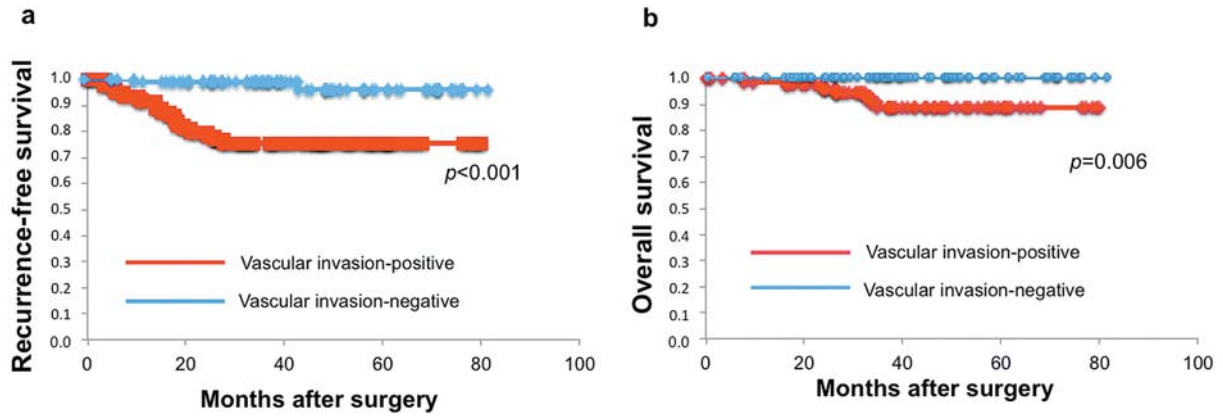 a
Recurrence-free survival
1.0
0.9
0.8
0.7
0.6
0.5
0.4
0.3
0.2
0.1
0.0
p<0.001
Vascular invasion-positive
Vascular invasion-negative
0 20 40 60 80 100
Months after surgery
b
Overall survival
1.0
0.9
0.8
0.7
0.6
0.5
0.4
0.3
0.2
0.1
0.0
p=0.006
Vascular invasion-positive
Vascular invasion-negative
0 20 40 60 80 100
Months after surgery